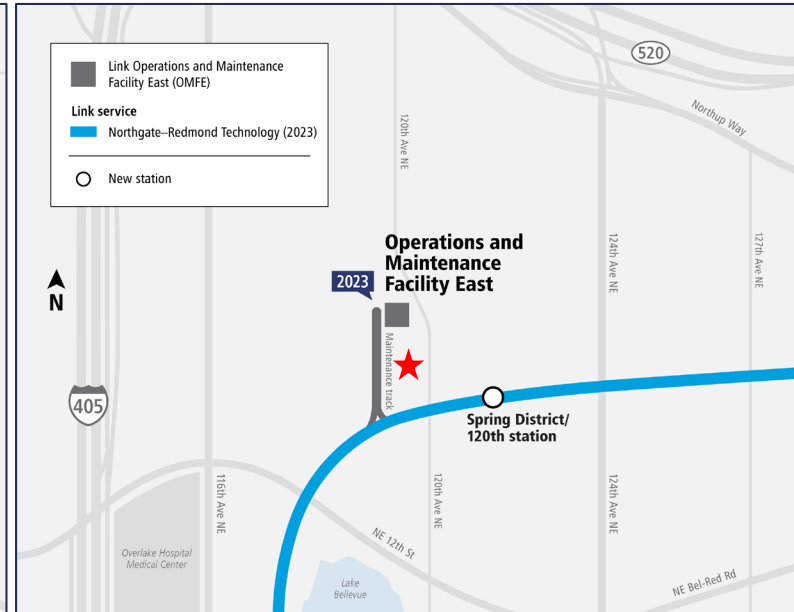 Link Operations and Maintenance
Facility East (OMFE)
Link service
Northgate–Redmond Technology (2023)
New station
520
Northup Way
120th Ave NE
124th Ave NE
127th Ave NE
Operations and
Maintenance
Facility East
2023
N
Maintenance track
405
Spring District/
120th station
116th Ave NE
120th Ave NE
124th Ave NE
NE 12th St
Overlake Hospital
Medical Center
Lake
Bellevue
NE Bel-Red Rd